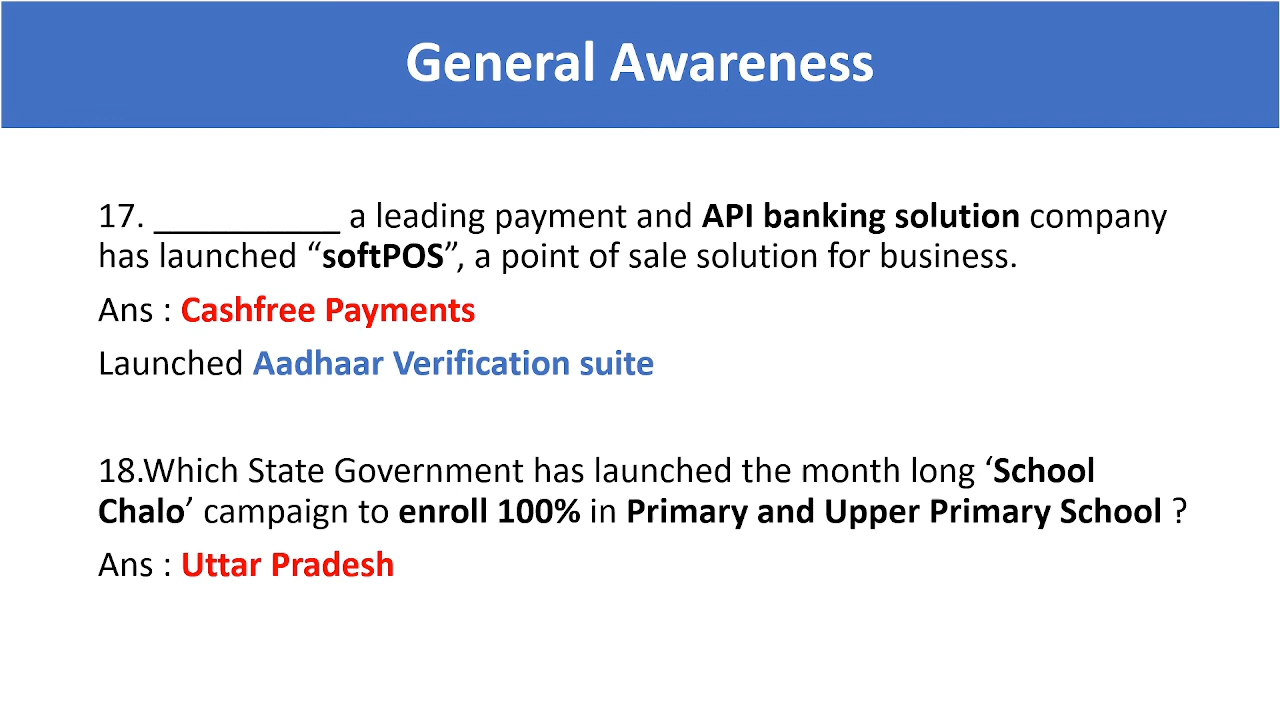 General Awareness
17. __________ a leading payment and API banking solution company
has launched “softPOS”, a point of sale solution for business.
Ans : Cashfree Payments
Launched Aadhaar Verification suite
18.Which State Government has launched the month long ‘School
Chalo’ campaign to enroll 100% in Primary and Upper Primary School ?
Ans : Uttar Pradesh